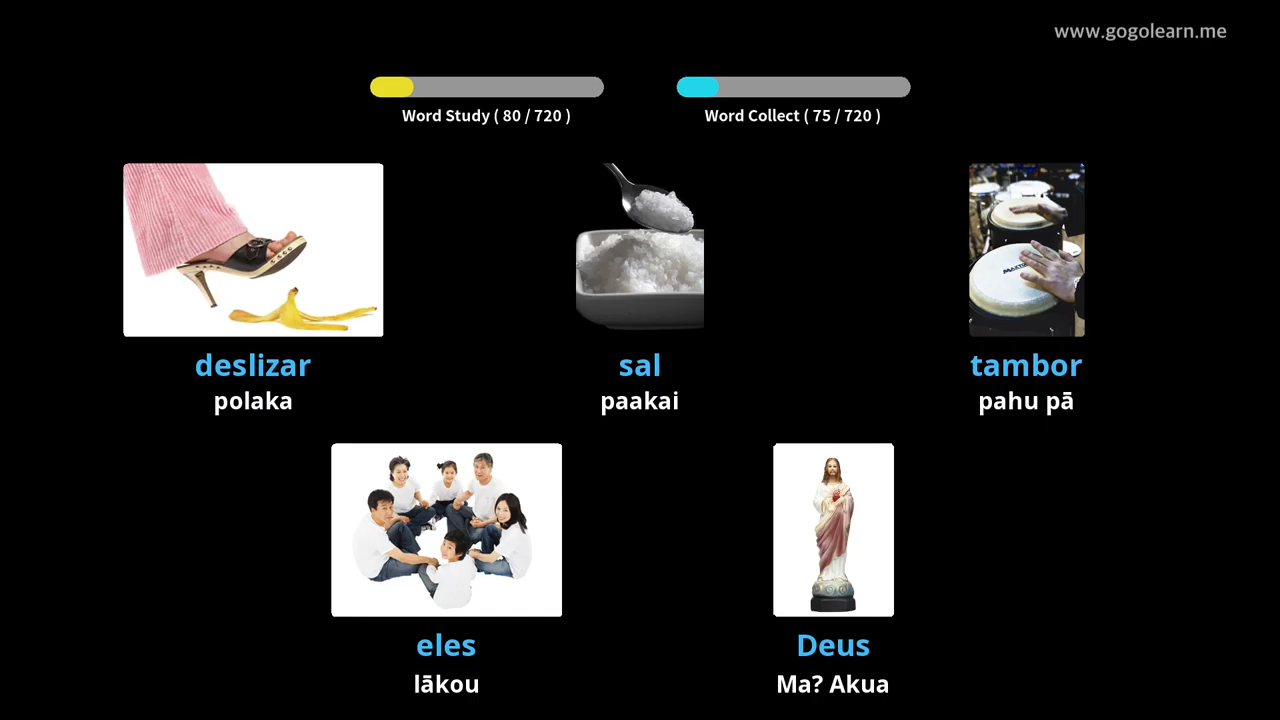 www.gogolearn.me
Word Study ( 80 / 720 )
Word Collect ( 75 / 720 )
deslizar
polaka
sal
paakai
tambor
pahu pā
eles
lākou
Deus
Ma? Akua